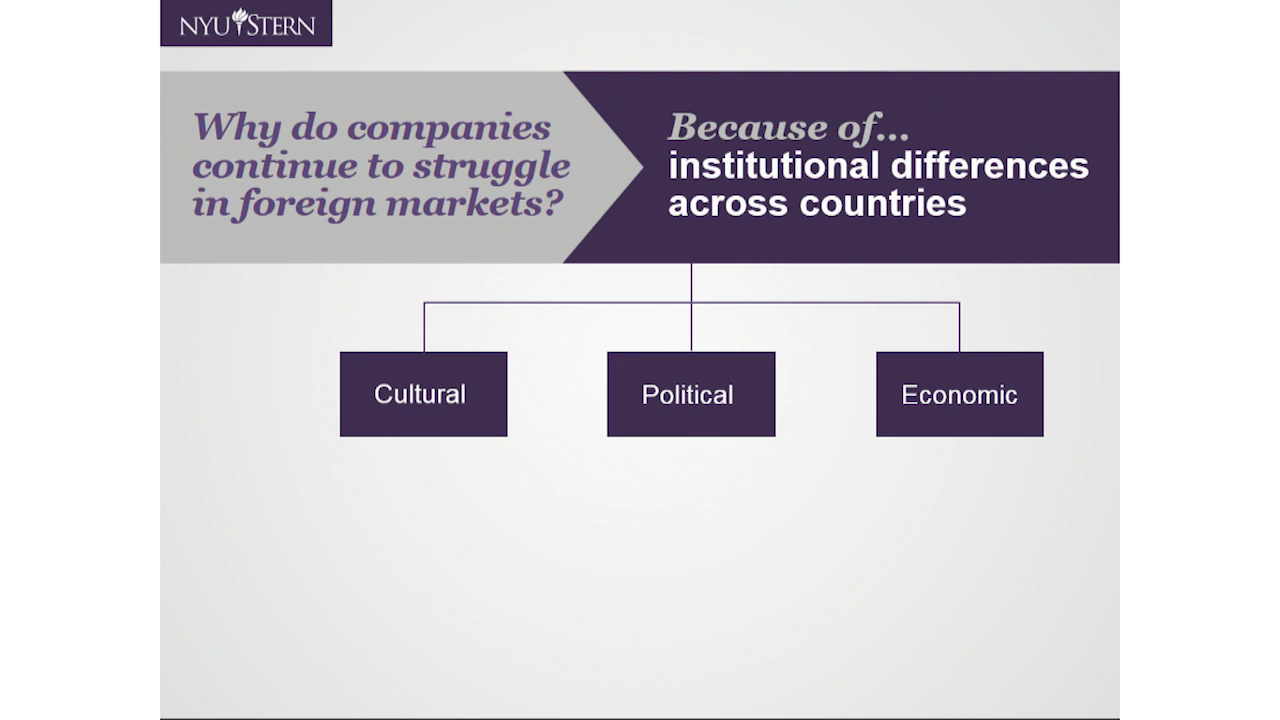 NYU STERN
Why do companies
continue to struggle
in foreign markets?
Because of...
institutional differences
across countries
Cultural
Political
Economic